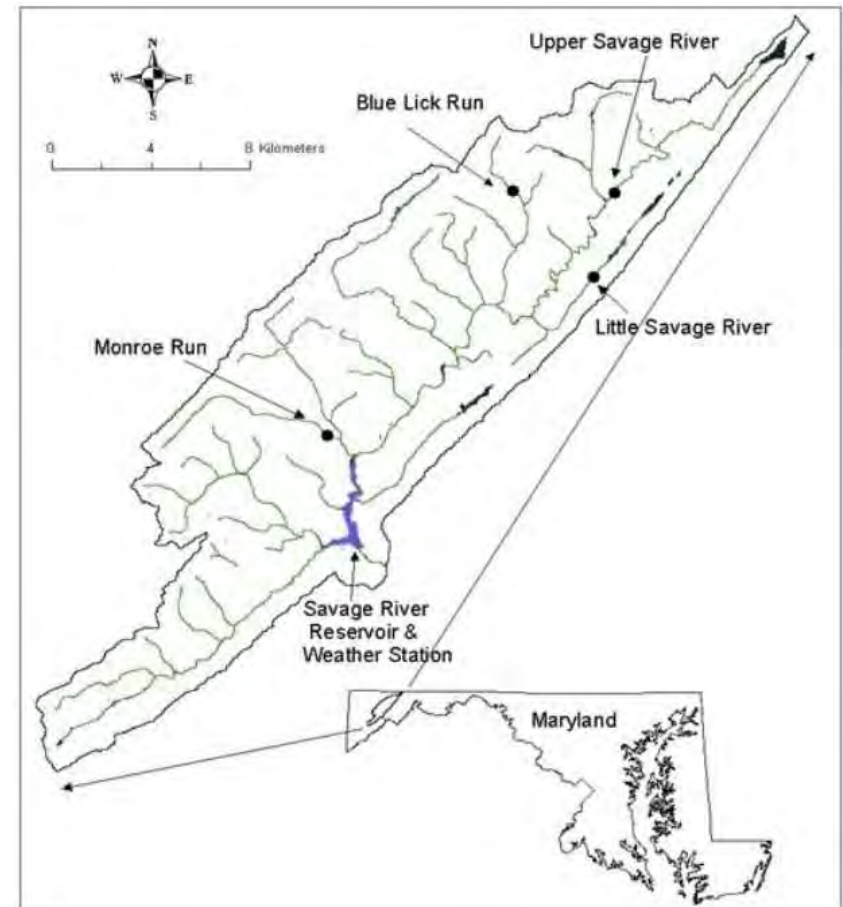 Upper Savage River
N
W E
S
Blue Lick Run
0 4 8 Kilometers
Little Savage River
Monroe Run
Savage River
Reservoir &
Weather Station
Maryland